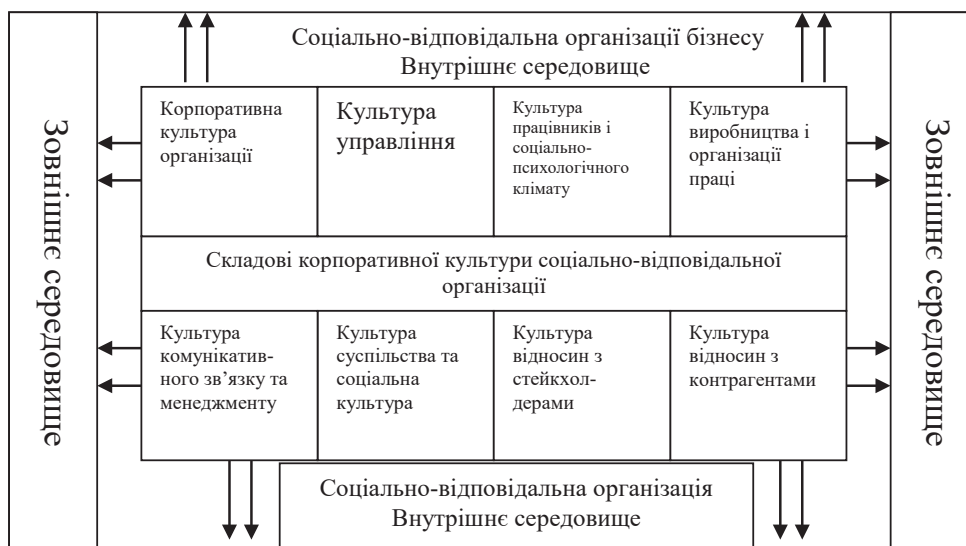 Соціально-відповідальна організації бізнесу
Внутрішнє середовище
Зовнішнє середовище
Корпоративна
культура
організації
Культура
управління
Культура
працівників і
соціально-
психологічного
клімату
Культура
виробництва і
організації
праці
Зовнішнє середовище
Складові корпоративної культури соціально-відповідальної
організації
Культура
комунікатив-
ного зв’язку та
менеджменту
Культура
суспільства та
соціальна
культура
Культура
відносин з
стейкхол-
дерами
Культура
відносин з
контрагентами
Соціально-відповідальна організація
Внутрішнє середовище